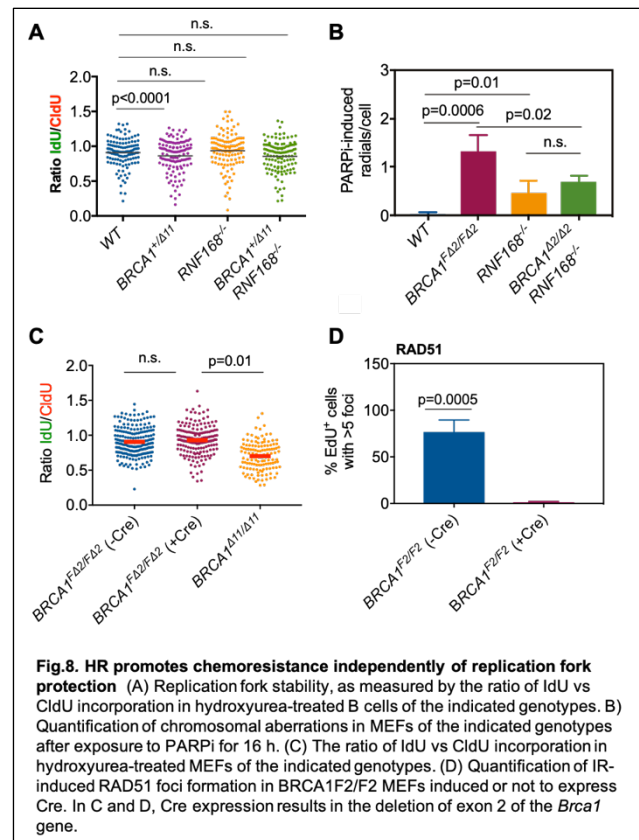 A
n.s.
n.s.
n.s.
p<0.0001
Ratio IdU/CldU
2.0
1.5
1.0
0.5
0.0
WT
BRCA1+/Δ11
RNF168-/-
BRCA1+/Δ11
RNF168-/-
B
PARPi-induced
radials/cell
4
3
2
1
0
p=0.01
p=0.0006
p=0.02
n.s.
WT
BRCA1FΔ2/FΔ2
RNF168-/-
BRCA1Δ2/Δ2
RNF168-/-
C
Ratio IdU/CldU
2.0
1.5
1.0
0.5
0.0
n.s.
p=0.01
BRCA1FΔ2/FΔ2 (-Cre)
BRCA1FΔ2/FΔ2 (+Cre)
BRCA1Δ11/Δ11
D
RAD51
% EdU+ cells
with >5 foci
150
100
50
0
p=0.0005
BRCA1F2/F2 (-Cre)
BRCA1F2/F2 (+Cre)
Fig.8. HR promotes chemoresistance independently of replication fork
protection (A) Replication fork stability, as measured by the ratio of IdU vs
CldU incorporation in hydroxyurea-treated B cells of the indicated genotypes. B)
Quantification of chromosomal aberrations in MEFs of the indicated genotypes
after exposure to PARPi for 16 h. (C) The ratio of IdU vs CldU incorporation in
hydroxyurea-treated MEFs of the indicated genotypes. (D) Quantification of IR-
induced RAD51 foci formation in BRCA1F2/F2 MEFs induced or not to express
Cre. In C and D, Cre expression results in the deletion of exon 2 of the Brca1
gene.